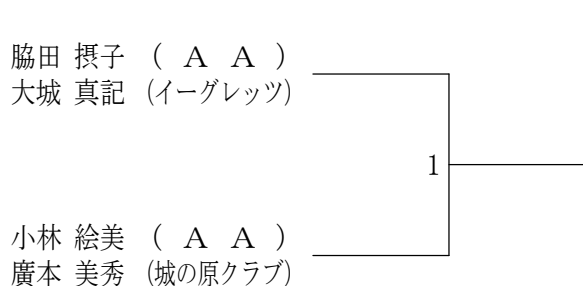 脇田 摂子 ( A A )
大城 真記 (イーグレッツ)
1
小林 絵美 ( A A )
廣本 美秀 (城の原クラブ)